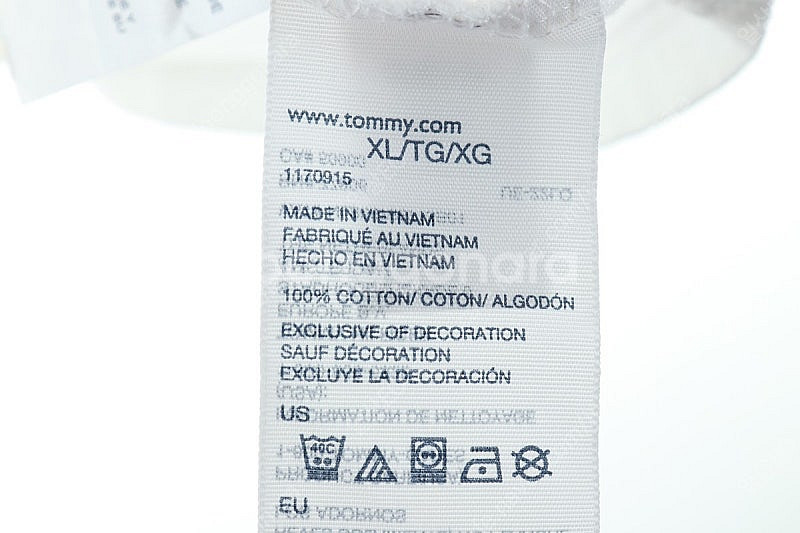 www.tommy.com
XL/TG/XG
1170915
MADE IN VIETNAM
FABRIQUÉ AU VIETNAM
HECHO EN VIETNAM
100% COTTON/ COTON/ ALGODÓN
EXCLUSIVE OF DECORATION
SAUF DÉCORATION
EXCLUYE LA DECORACIÓN
US
40C
EU